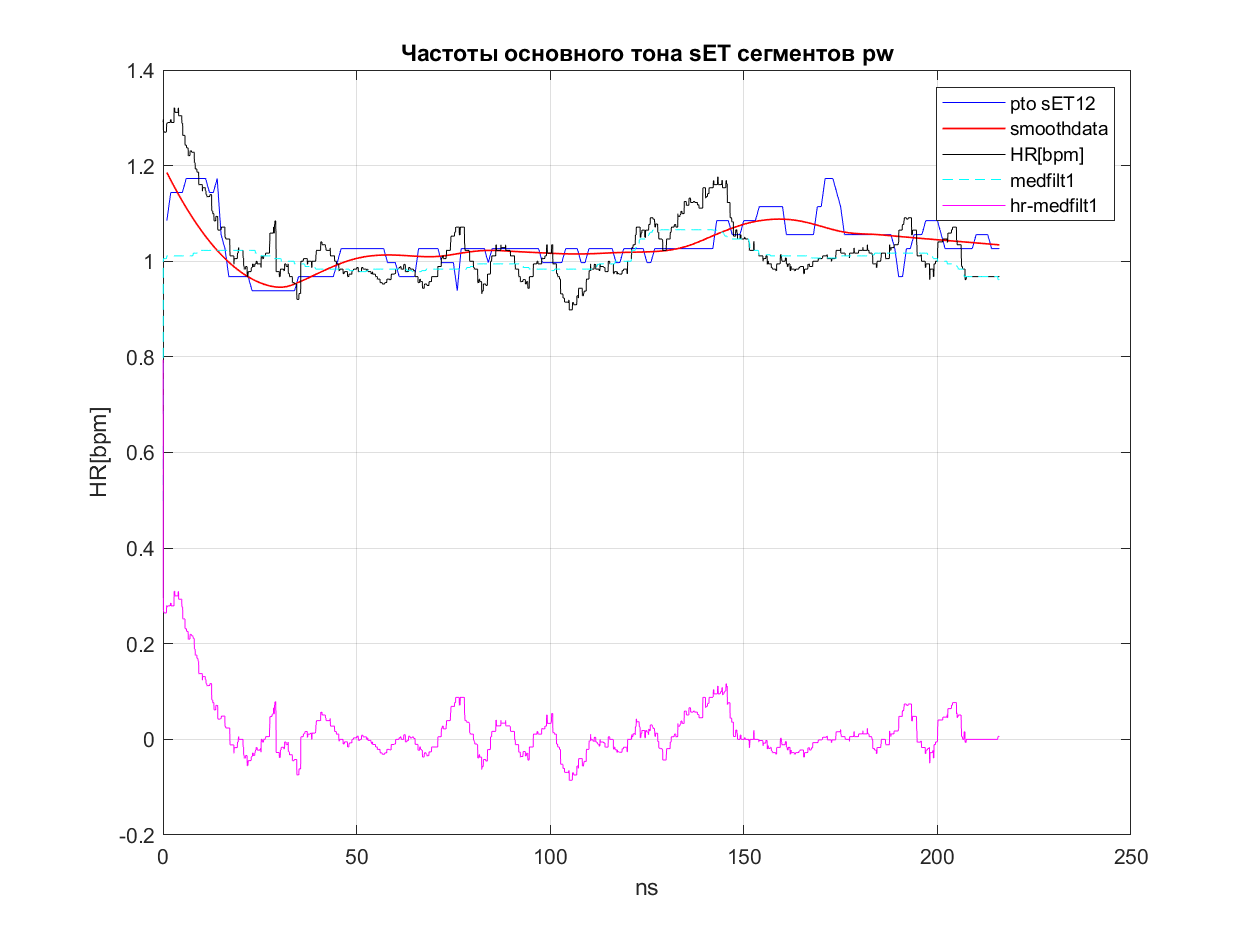 Частоты основного тона sET сегментов pw
1.4
1.2
1
0.8
0.6
0.4
0.2
0
-0.2
HR[bpm]
pto sET12
smoothdata
HR[bpm]
medfilt1
hr-medfilt1
0 50 100 150 200 250
ns